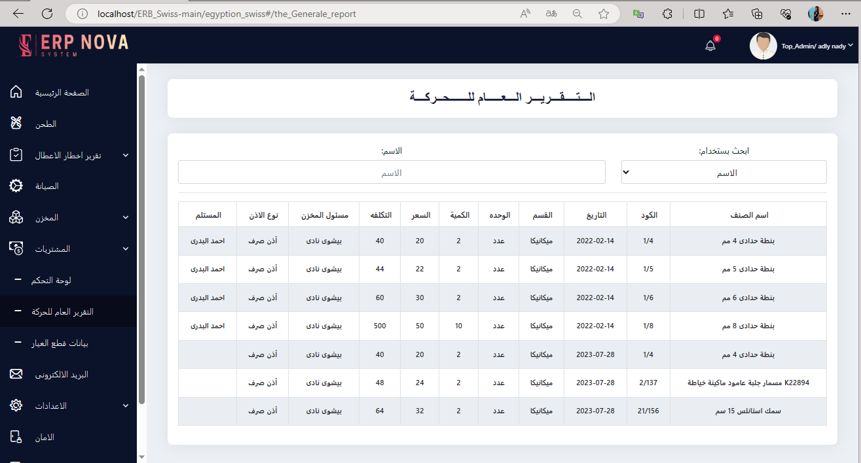 localhost/ERB_Swiss-main/egyption_swiss#/the_Generale_report
ERP NOVA
SYSTEM
8
Top_Admin/ adly nady
الصفحة الرئيسية
الطحن
تقرير اخطار الاعطال
الصيانة
المخزن
المشتريات
لوحة التحكم
التقرير العام للحركة
بيانات قطع الغيار
البريد الالكترونى
الاعدادات
الامان
الـتـقـريـر الـعـام للـحـركـة
ابحث بستخدام:
الاسم
الاسم:
الاسم
اسم الصنف الكود التاريخ القسم الوحده الكمية السعر التكلفه مسئول المخزن نوع الاذن المستلم
بنطة حدادى 4 مم 1/4 2022-02-14 ميكانيكا عدد 2 20 40 بيشوى نادى أذن صرف احمد البدرى
بنطة حدادى 5 مم 1/5 2022-02-14 ميكانيكا عدد 2 22 44 بيشوى نادى أذن صرف احمد البدرى
بنطة حدادى 6 مم 1/6 2022-02-14 ميكانيكا عدد 2 30 60 بيشوى نادى أذن صرف احمد البدرى
بنطة حدادى 8 مم 1/8 2022-02-14 ميكانيكا عدد 10 50 500 بيشوى نادى أذن صرف احمد البدرى
بنطة حدادى 4 مم 1/4 2023-07-28 ميكانيكا عدد 2 20 40 بيشوى نادى أذن صرف
K22894 مسمار جلبة عامود ماكينة خياطة 2/137 2023-07-28 ميكانيكا عدد 2 24 48 بيشوى نادى أذن صرف
سمك استانلس 15 سم 21/156 2023-07-28 ميكانيكا عدد 2 32 64 بيشوى نادى أذن صرف